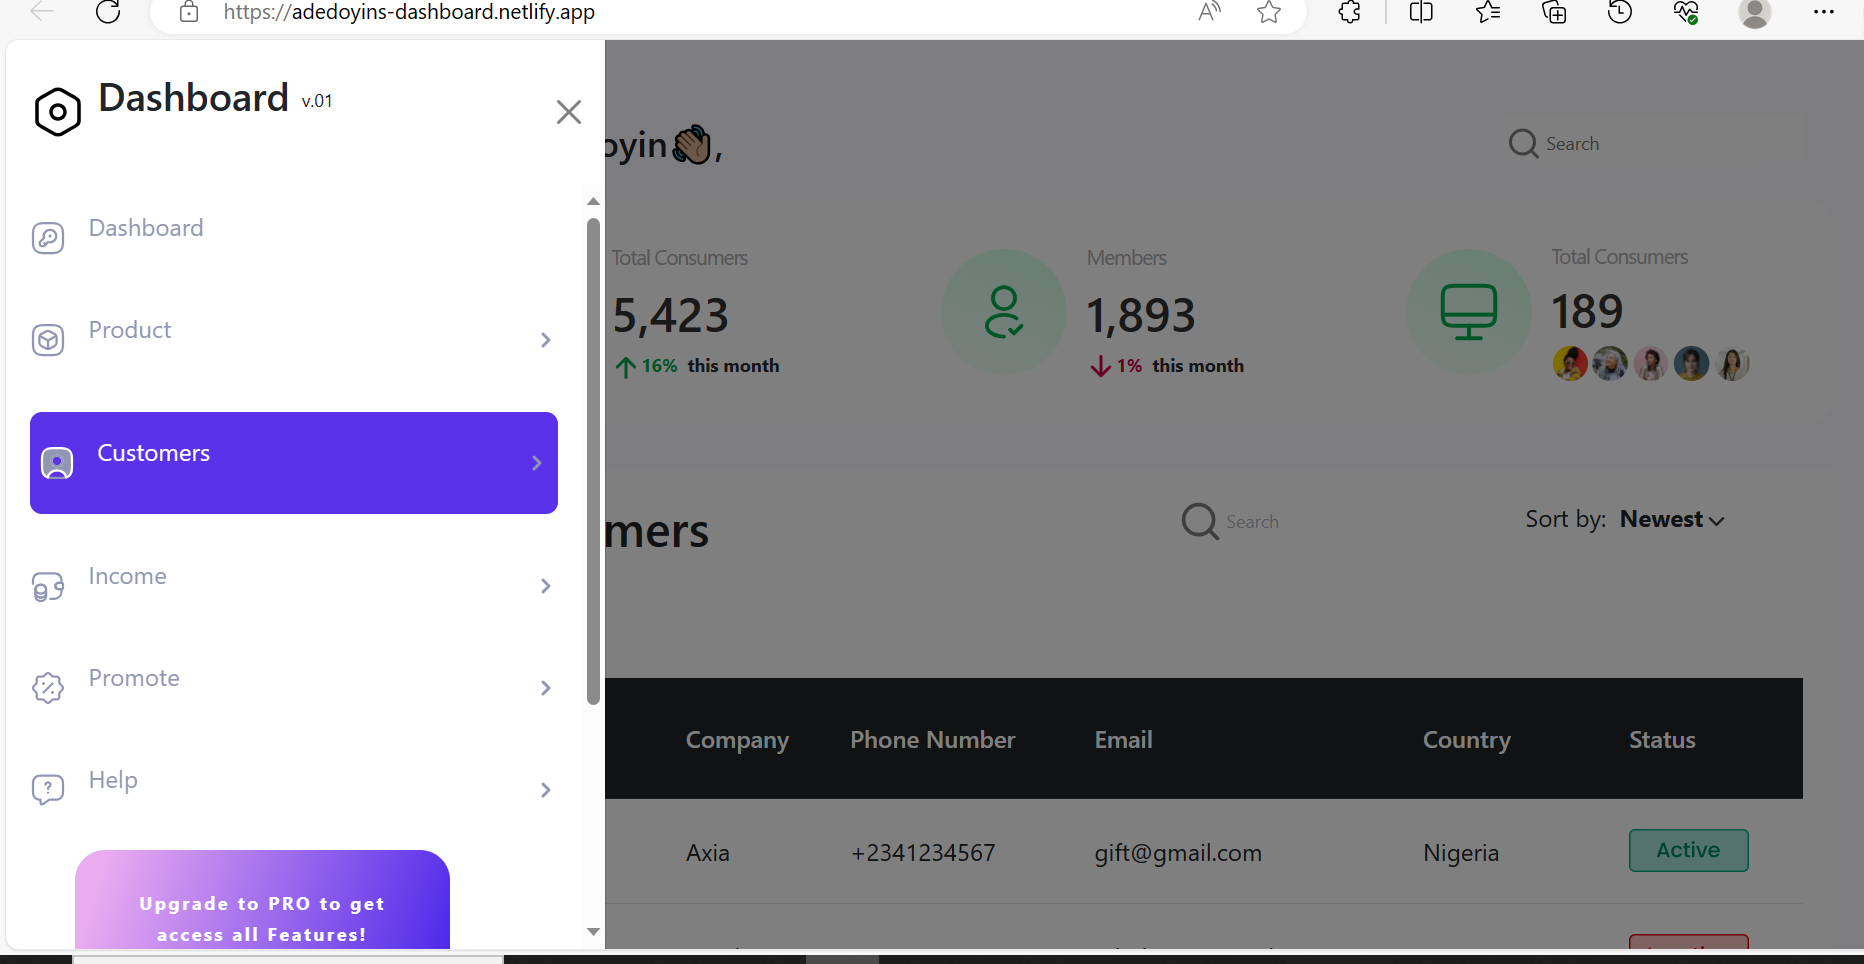 https://adedoyins-dashboard.netlify.app
Dashboard v.01
Dashboard
Product
Customers
Income
Promote
Help
Upgrade to PRO to get
access all Features!
oyin👋🏽,
Search
Total Consumers
5,423
16% this month
Members
1,893
1% this month
Total Consumers
189
mers
Search
Sort by: Newest
Company Phone Number Email Country Status
Axia +2341234567 gift@gmail.com Nigeria Active